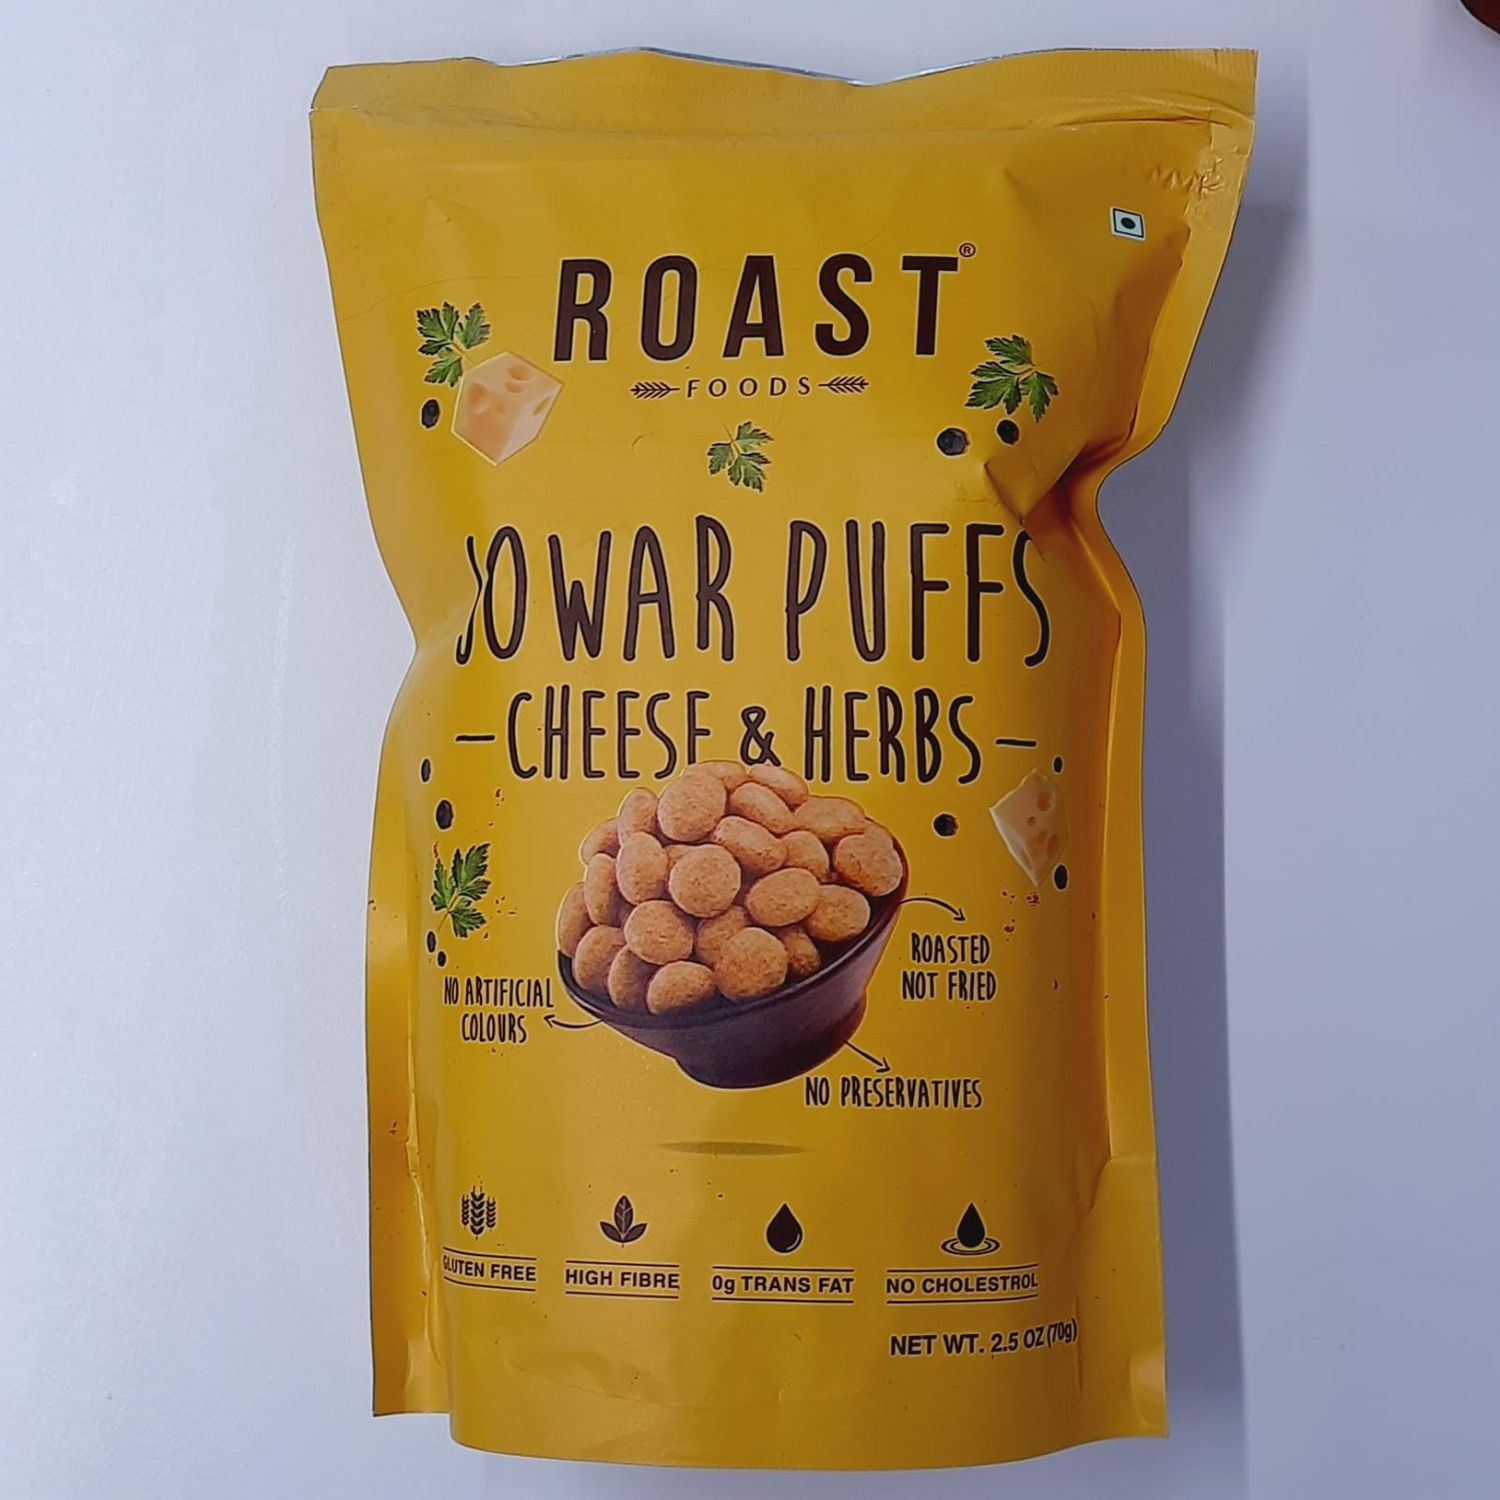 ROAST®
FOODS
JOWAR PUFFS
CHEESE & HERBS
ROASTED
NOT FRIED
NO ARTIFICIAL
COLOURS
NO PRESERVATIVES
GLUTEN FREE
HIGH FIBRE
0g TRANS FAT
NO CHOLESTROL
NET WT. 2.5 OZ (70g)